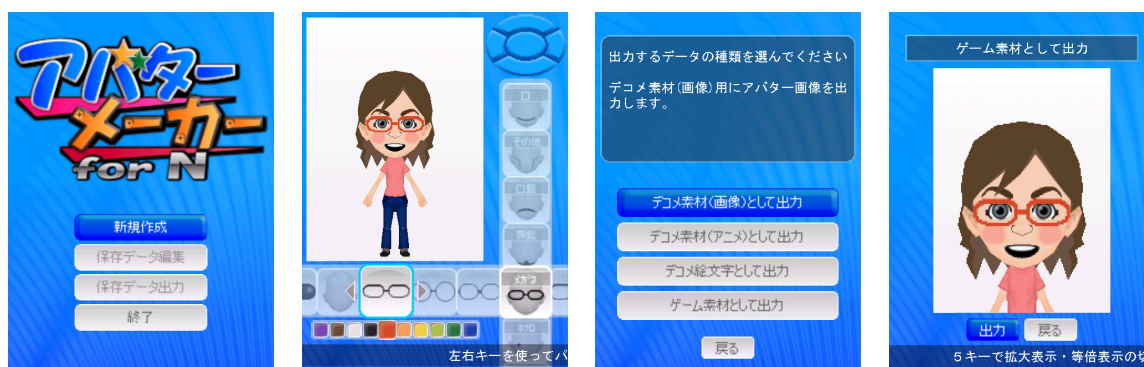 アバター
メーカー
for N
新規作成
保存データ編集
保存データ出力
終了
口
その他
口髭
顎髭
メガネ
ホクロ
左右キーを使ってパ
出力するデータの種類を選んでください
デコメ素材(画像)用にアバター画像を出
力します。
デコメ素材(画像)として出力
デコメ素材(アニメ)として出力
デコメ絵文字として出力
ゲーム素材として出力
戻る
ゲーム素材として出力
出力
戻る
5キーで拡大表示・等倍表示の切